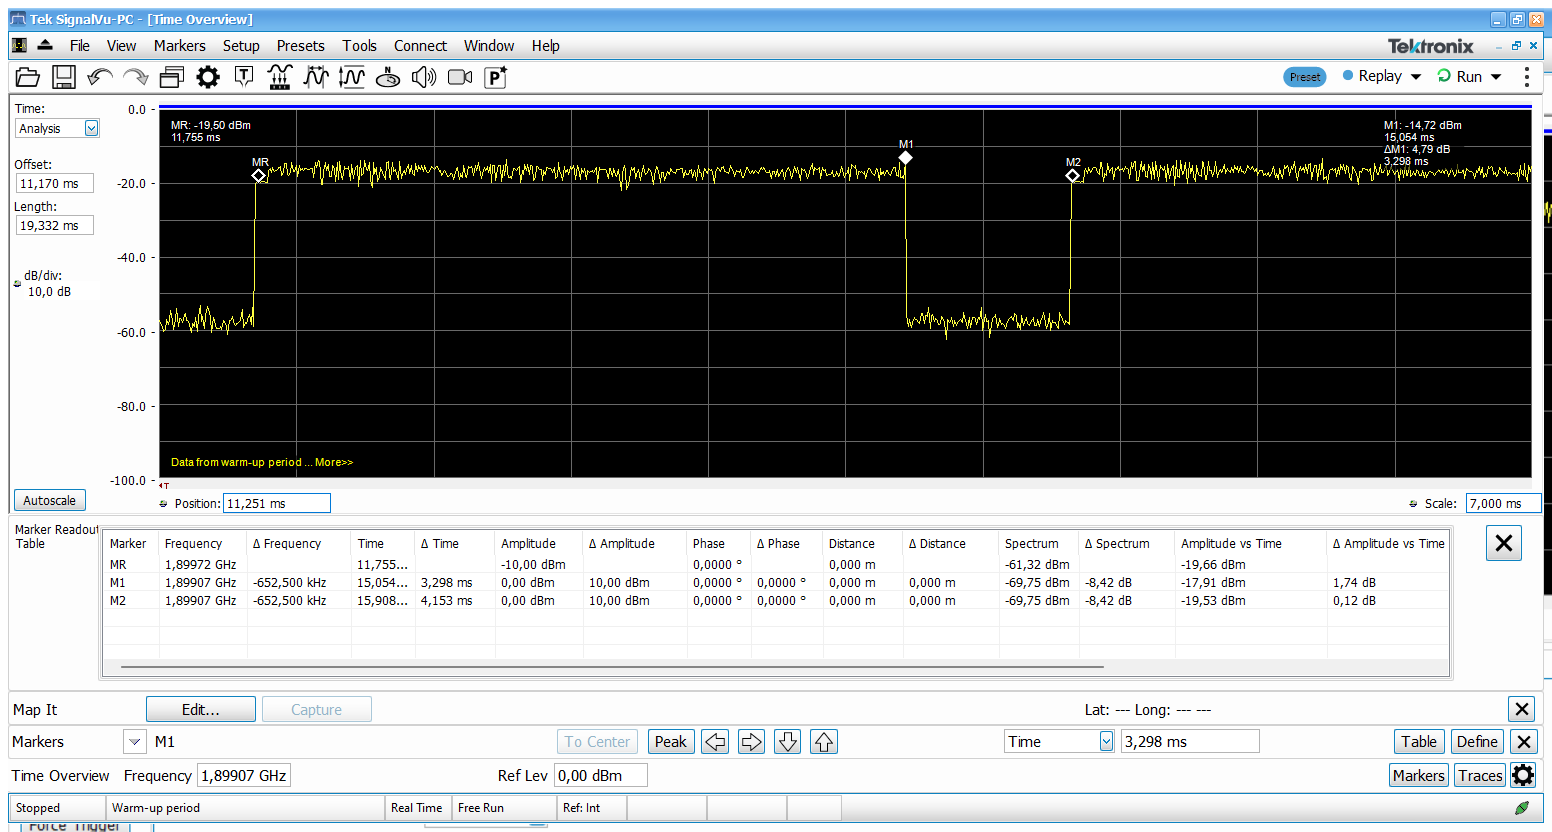 Tek SignalVu-PC - [Time Overview]
File View Markers Setup Presets Tools Connect Window Help
Tektronix
Preset Replay Run
Time:
Analysis
Offset:
11,170 ms
Length:
19,332 ms
dB/div:
10,0 dB
Autoscale
0.0
-20.0
-40.0
-60.0
-80.0
-100.0
MR: -19,50 dBm
11,755 ms
MR
M1
M2
M1: -14,72 dBm
15,054 ms
ΔM1: 4,79 dB
3,298 ms
Data from warm-up period ... More>>
T
Position: 11,251 ms
Scale: 7,000 ms
Marker Readout
Table
Marker Frequency Δ Frequency Time Δ Time Amplitude Δ Amplitude Phase Δ Phase Distance Δ Distance Spectrum Δ Spectrum Amplitude vs Time Δ Amplitude vs Time
MR 1,89972 GHz 11,755... -10,00 dBm 0,0000 ° 0,000 m -61,32 dBm -19,66 dBm
M1 1,89907 GHz -652,500 kHz 15,054... 3,298 ms 0,00 dBm 10,00 dBm 0,0000 ° 0,0000 ° 0,000 m 0,000 m -69,75 dBm -8,42 dB -17,91 dBm 1,74 dB
M2 1,89907 GHz -652,500 kHz 15,908... 4,153 ms 0,00 dBm 10,00 dBm 0,0000 ° 0,0000 ° 0,000 m 0,000 m -69,75 dBm -8,42 dB -19,53 dBm 0,12 dB
Map It Edit... Capture Lat: --- Long: --- ---
Markers M1 To Center Peak Time 3,298 ms Table Define
Time Overview Frequency 1,89907 GHz Ref Lev 0,00 dBm Markers Traces
Stopped Warm-up period Real Time Free Run Ref: Int
Force Trigger